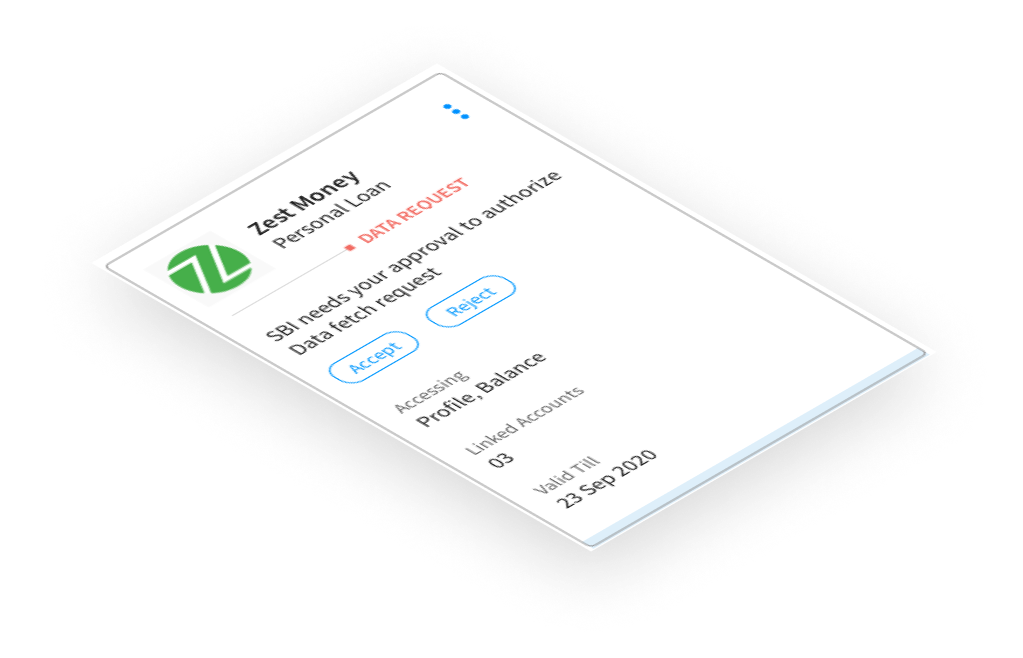 Zest Money
Personal Loan
DATA REQUEST
SBI needs your approval to authorize
Data fetch request
Accept
Reject
Accessing
Profile, Balance
Linked Accounts
03
Valid Till
23 Sep 2020